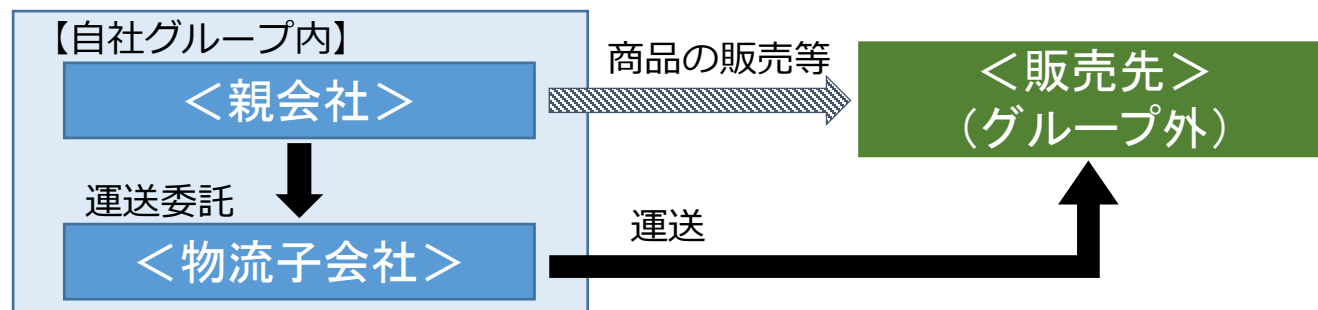 【自社グループ内】
＜親会社＞
商品の販売等
＜販売先＞
（グループ外）
運送委託
＜物流子会社＞
運送